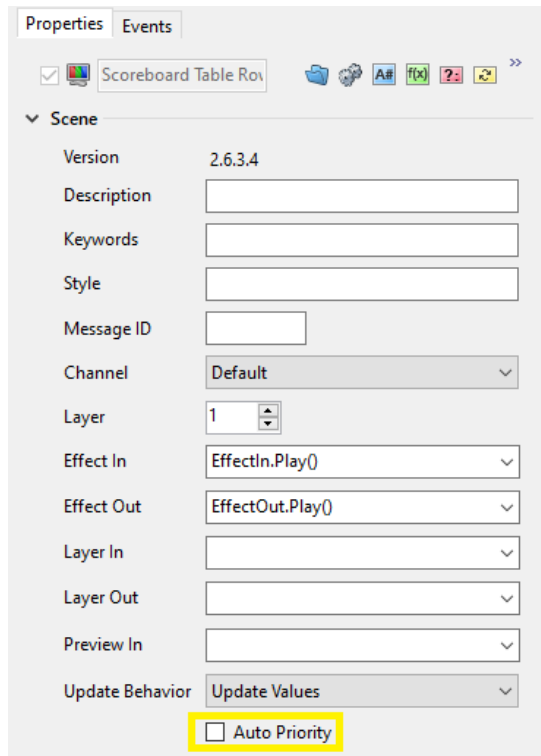 Properties Events
Scoreboard Table Rov A# f(x) ?: »
Scene
Version 2.6.3.4
Description
Keywords
Style
Message ID
Channel Default
Layer 1
Effect In EffectIn.Play()
Effect Out EffectOut.Play()
Layer In
Layer Out
Preview In
Update Behavior Update Values
Auto Priority